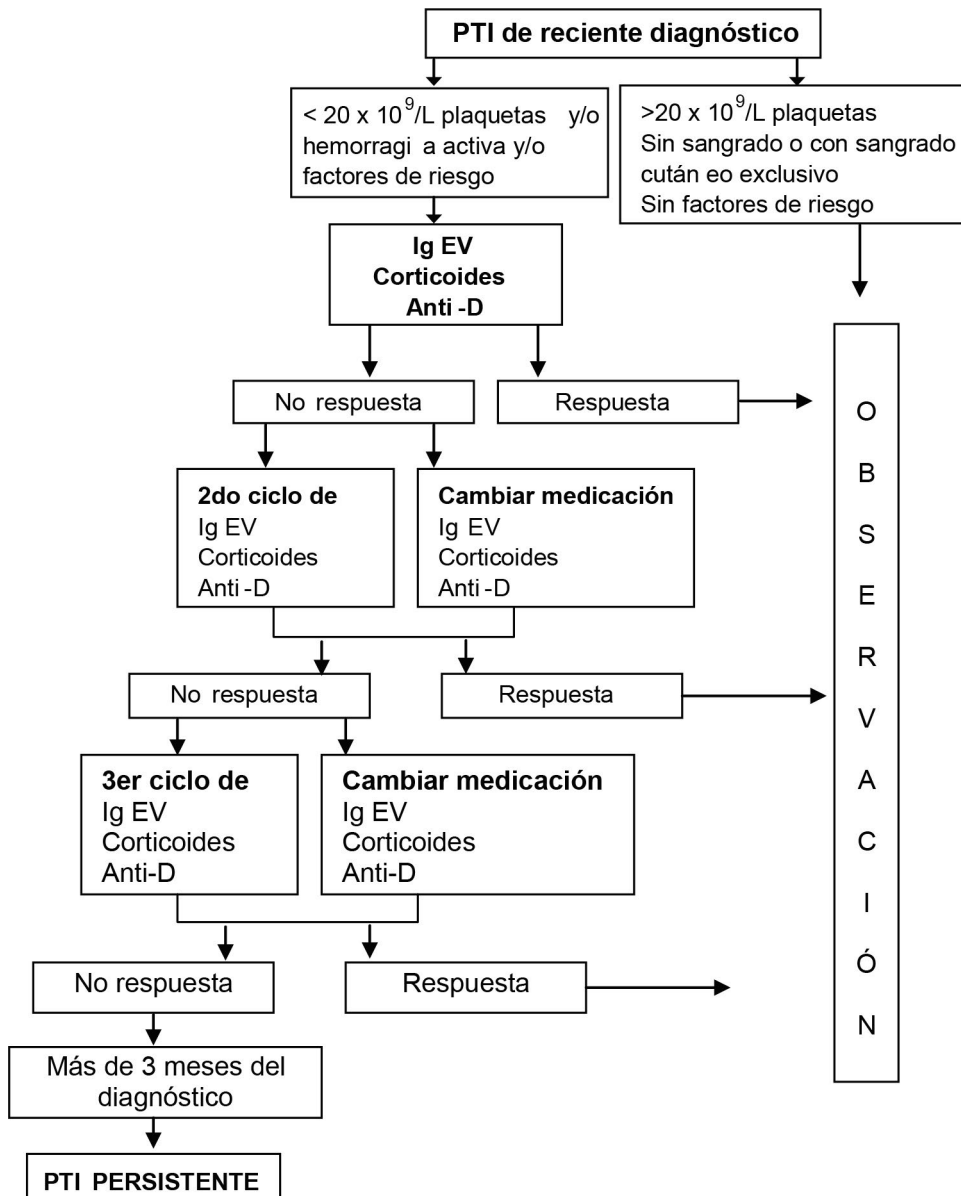 PTI de reciente diagnóstico
< 20 x 10⁹/L plaquetas y/o
hemorragi a activa y/o
factores de riesgo
>20 x 10⁹/L plaquetas
Sin sangrado o con sangrado
cután eo exclusivo
Sin factores de riesgo
Ig EV
Corticoides
Anti -D
No respuesta
Respuesta
2do ciclo de
Ig EV
Corticoides
Anti -D
Cambiar medicación
Ig EV
Corticoides
Anti -D
No respuesta
Respuesta
3er ciclo de
Ig EV
Corticoides
Anti-D
Cambiar medicación
Ig EV
Corticoides
Anti-D
No respuesta
Respuesta
Más de 3 meses del
diagnóstico
PTI PERSISTENTE
O
B
S
E
R
V
A
C
I
Ó
N